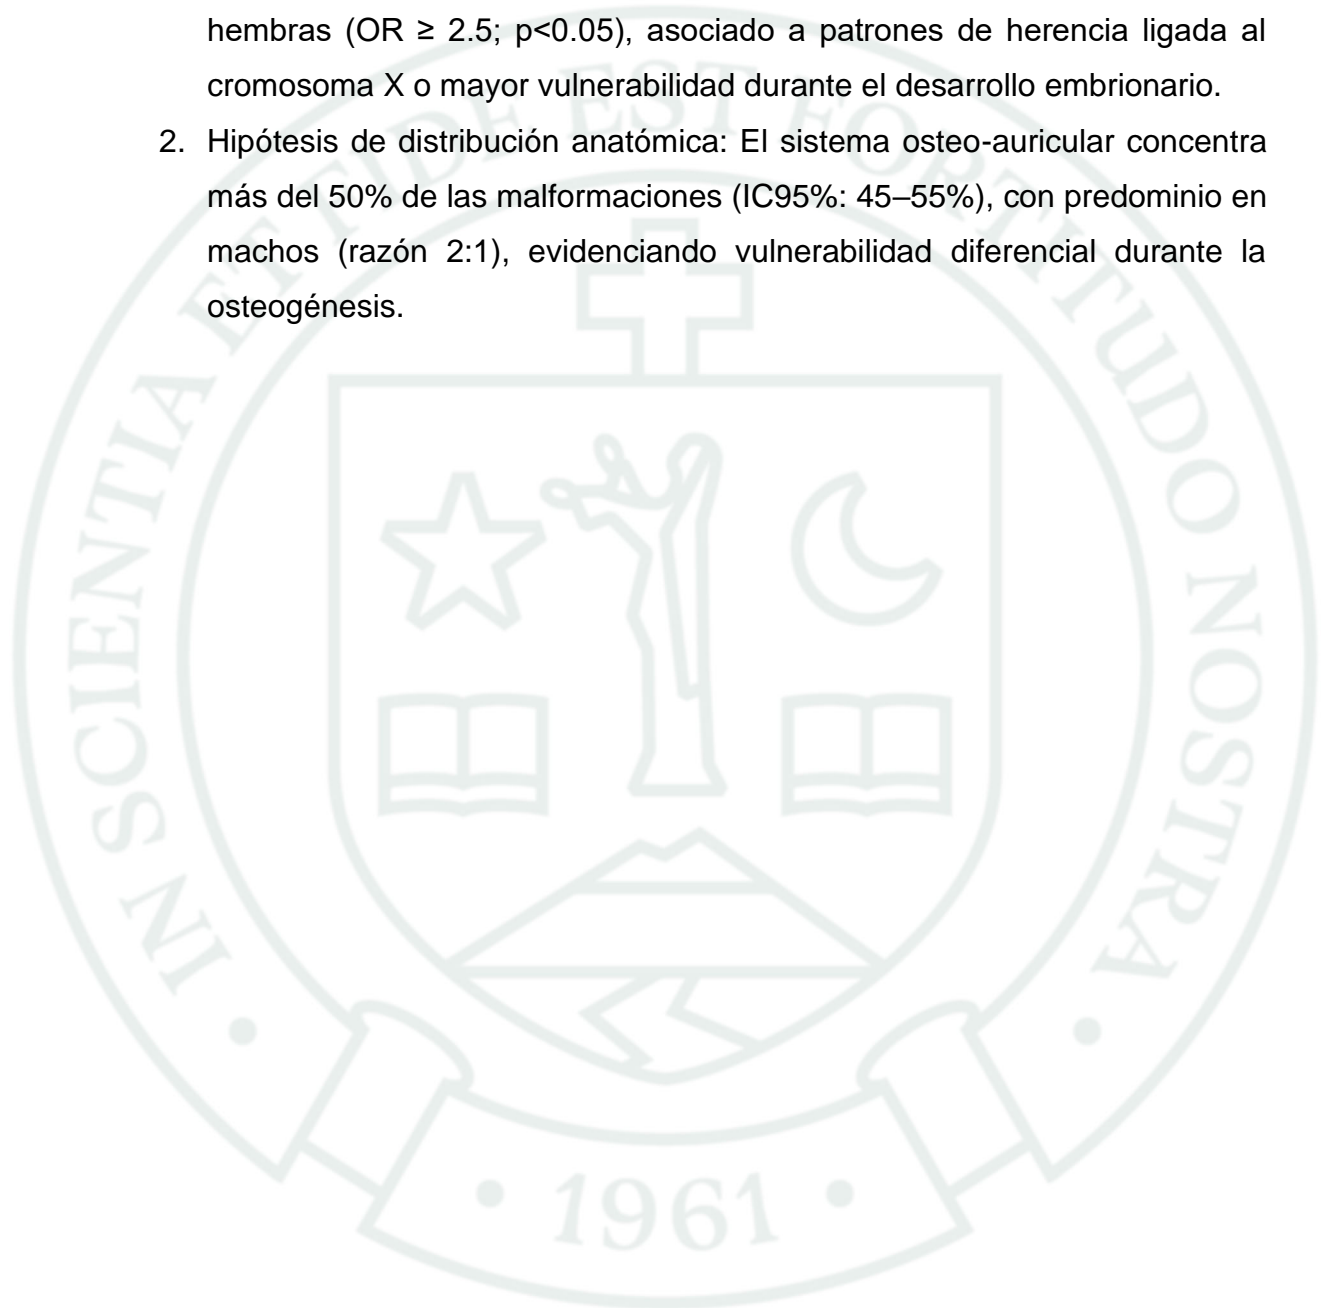 hembras (OR ≥ 2.5; p<0.05), asociado a patrones de herencia ligada al
cromosoma X o mayor vulnerabilidad durante el desarrollo embrionario.
2. Hipótesis de distribución anatómica: El sistema osteo-auricular concentra
más del 50% de las malformaciones (IC95%: 45–55%), con predominio en
machos (razón 2:1), evidenciando vulnerabilidad diferencial durante la
osteogénesis.
IN SCIENTIA ET FIDE EST FORTITUDO NOSTRA
• 1961 •